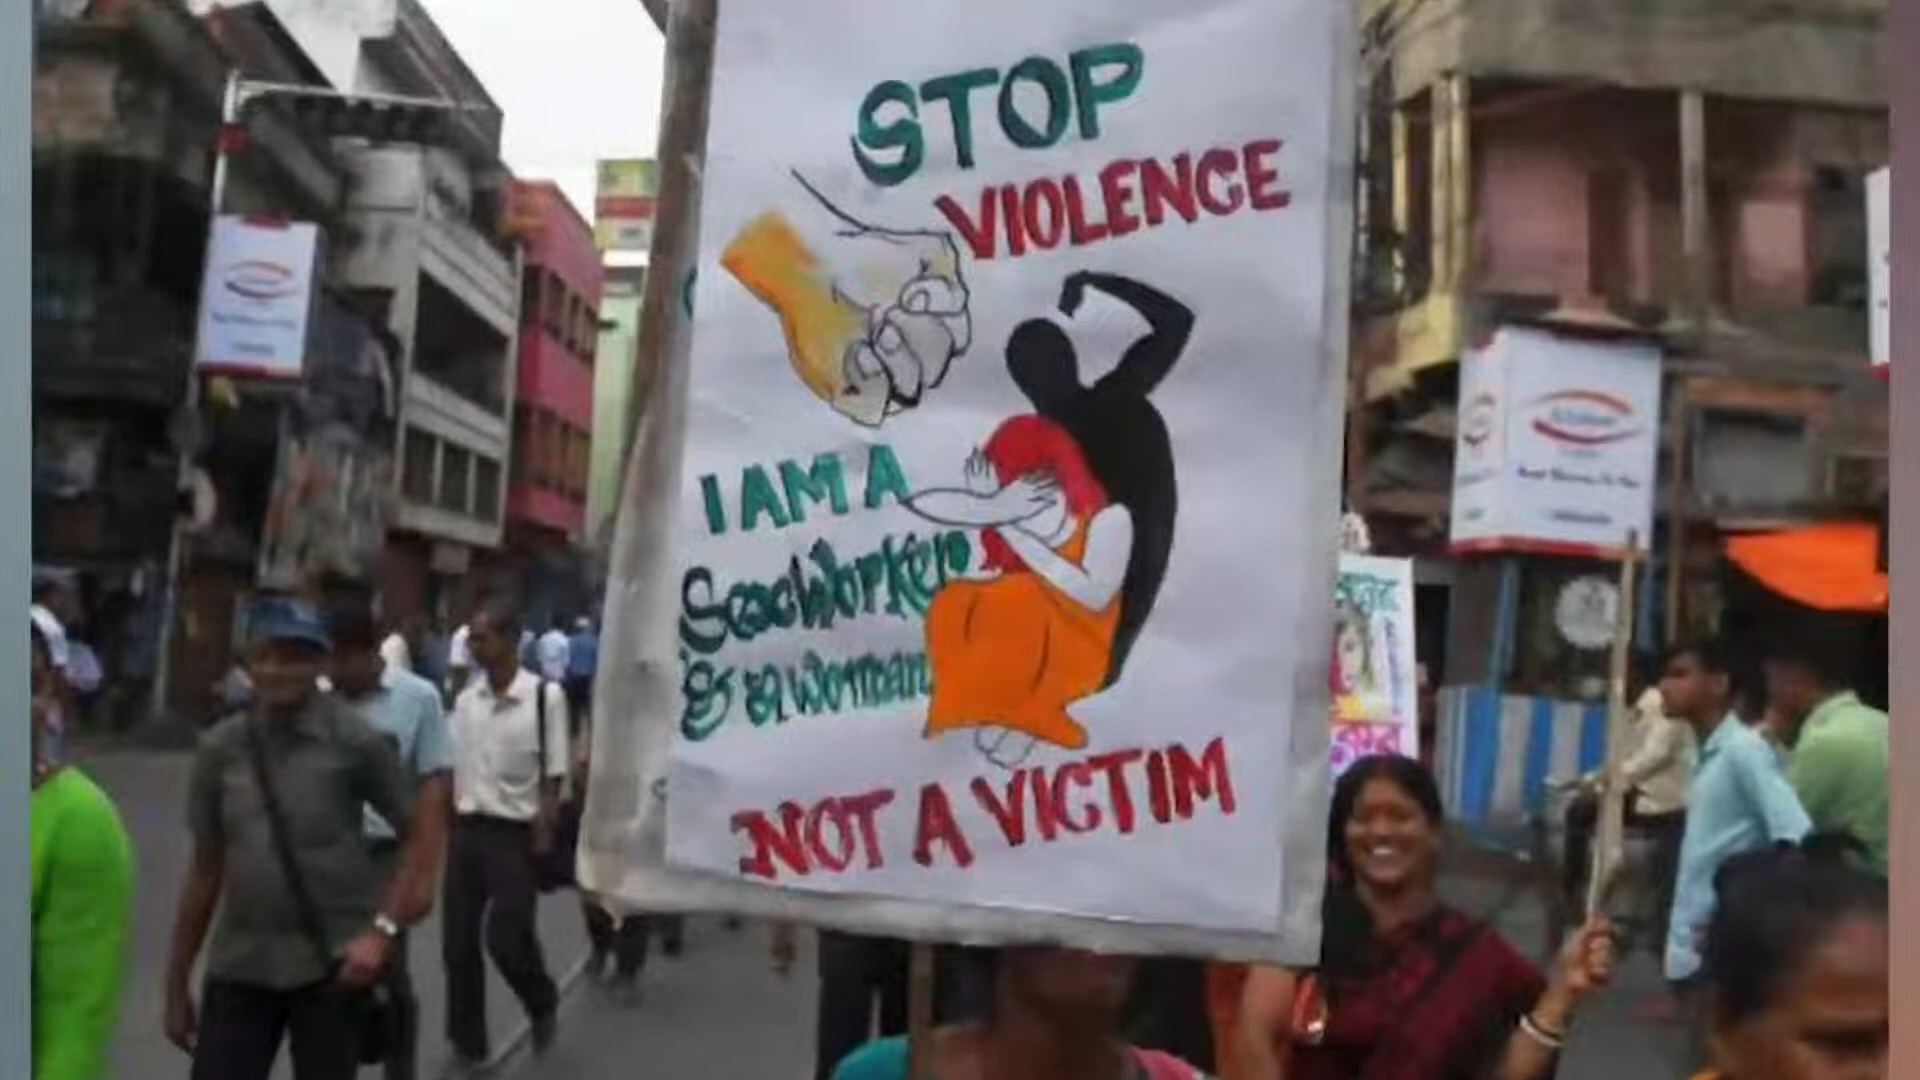 STOP
VIOLENCE
I AM A
Sexworker
& a woman
NOT A VICTIM